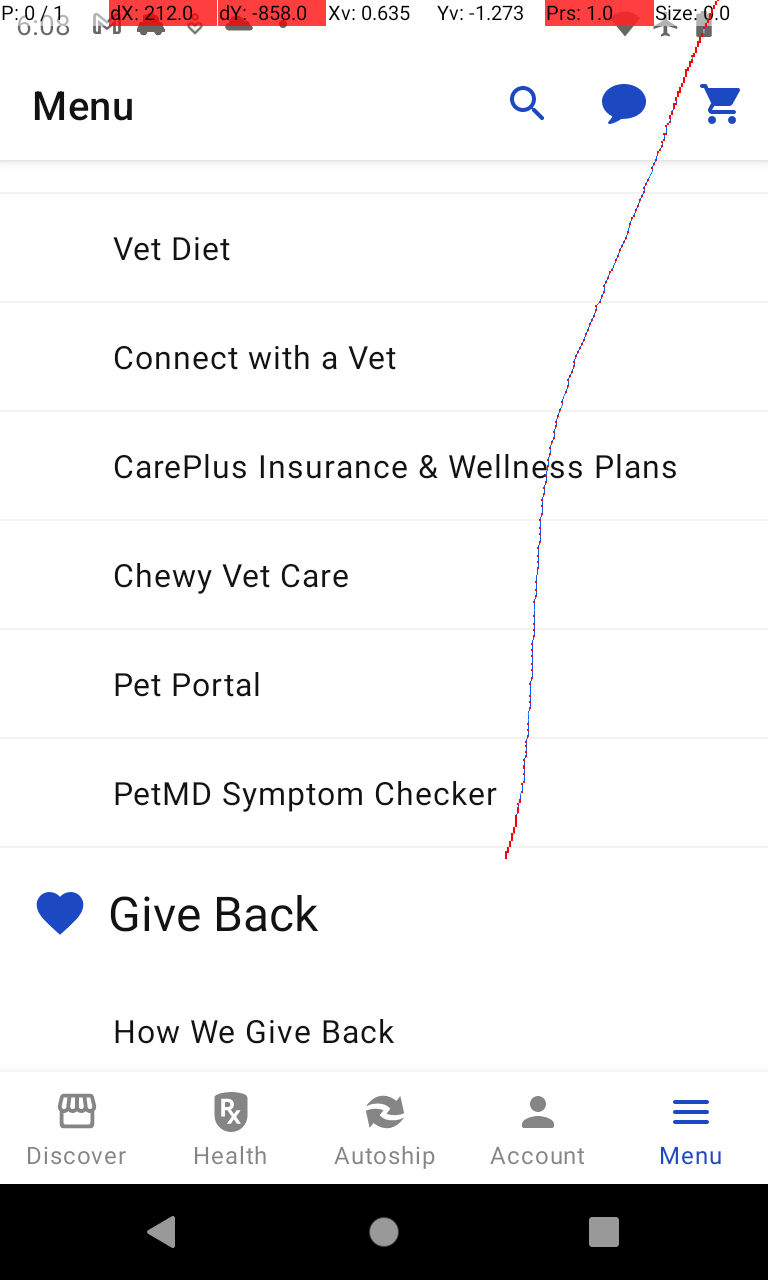 P: 0 / 1 dX: 212.0 dY: -858.0 Xv: 0.635 Yv: -1.273 Prs: 1.0 Size: 0.0
6:08
Menu
Vet Diet
Connect with a Vet
CarePlus Insurance & Wellness Plans
Chewy Vet Care
Pet Portal
PetMD Symptom Checker
Give Back
How We Give Back
Discover Health Autoship Account Menu